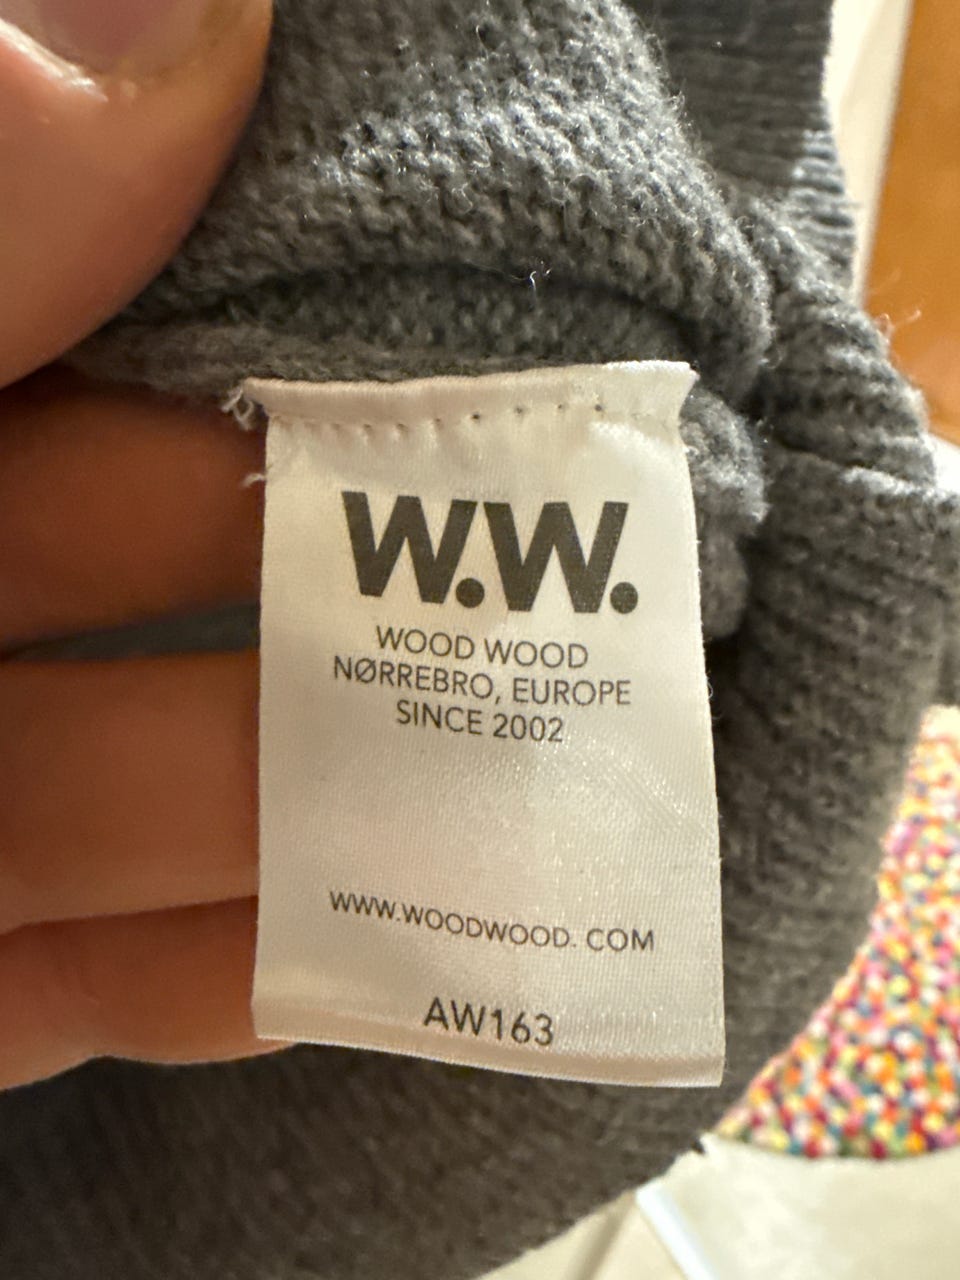 W.W.
WOOD WOOD
NØRREBRO, EUROPE
SINCE 2002
WWW.WOODWOOD. COM
AW163